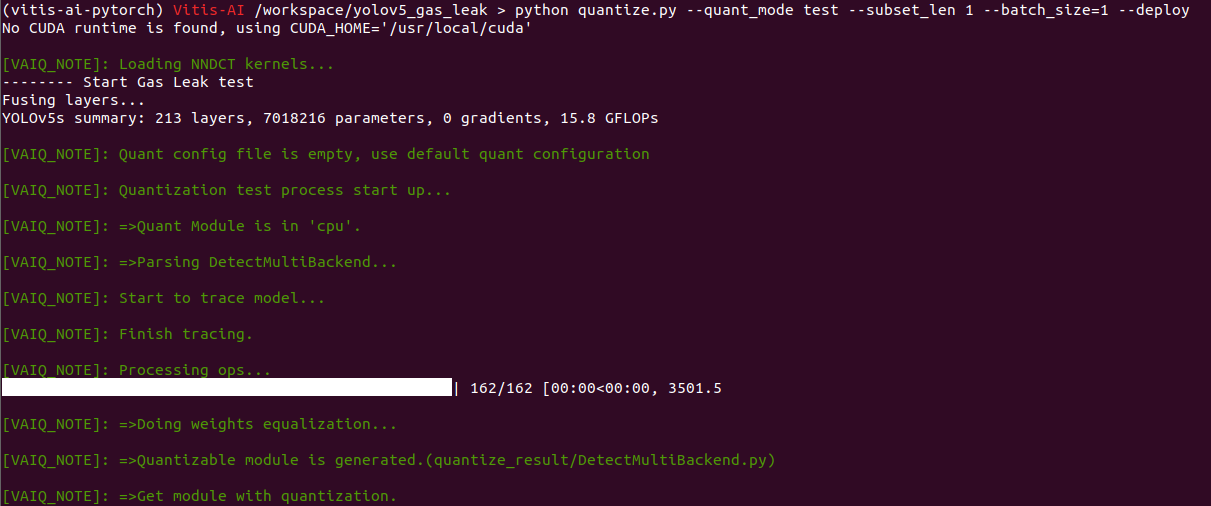 (vitis-ai-pytorch) Vitis-AI /workspace/yolov5_gas_leak > python quantize.py --quant_mode test --subset_len 1 --batch_size=1 --deploy
No CUDA runtime is found, using CUDA_HOME='/usr/local/cuda'
[VAIQ_NOTE]: Loading NNDCT kernels...
-------- Start Gas Leak test
Fusing layers...
YOLOv5s summary: 213 layers, 7018216 parameters, 0 gradients, 15.8 GFLOPs
[VAIQ_NOTE]: Quant config file is empty, use default quant configuration
[VAIQ_NOTE]: Quantization test process start up...
[VAIQ_NOTE]: =>Quant Module is in 'cpu'.
[VAIQ_NOTE]: =>Parsing DetectMultiBackend...
[VAIQ_NOTE]: Start to trace model...
[VAIQ_NOTE]: Finish tracing.
[VAIQ_NOTE]: Processing ops...
| 162/162 [00:00<00:00, 3501.5
[VAIQ_NOTE]: =>Doing weights equalization...
[VAIQ_NOTE]: =>Quantizable module is generated.(quantize_result/DetectMultiBackend.py)
[VAIQ_NOTE]: =>Get module with quantization.